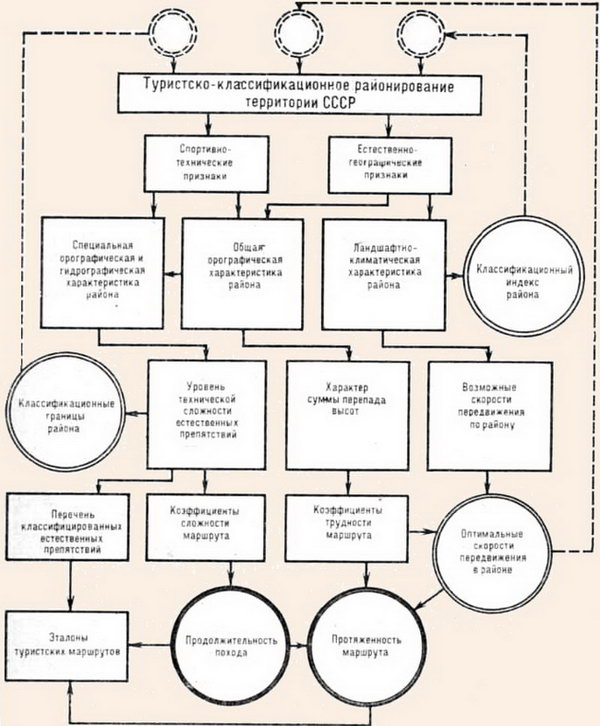 Туристско-классификационное районирование
территории СССР
Спортивно-
технические
признаки
Естественно-
географические
признаки
Специальная
орографическая и
гидрографическая
характеристика
района
Общая
орографическая
характеристика
района
Ландшафтно-
климатическая
характеристика
района
Классификационный
индекс
района
Классификационные
границы
района
Уровень
технической
сложности
естественных
препятствий
Характер
суммы перепада
высот
Возможные
скорости
передвижения
по району
Перечень
классифицированных
естественных
препятствий
Коэффициенты
сложности
маршрута
Коэффициенты
трудности
маршрута
Оптимальные
скорости
передвижения
в районе
Эталоны
туристских маршрутов
Продолжительность
похода
Протяженность
маршрута